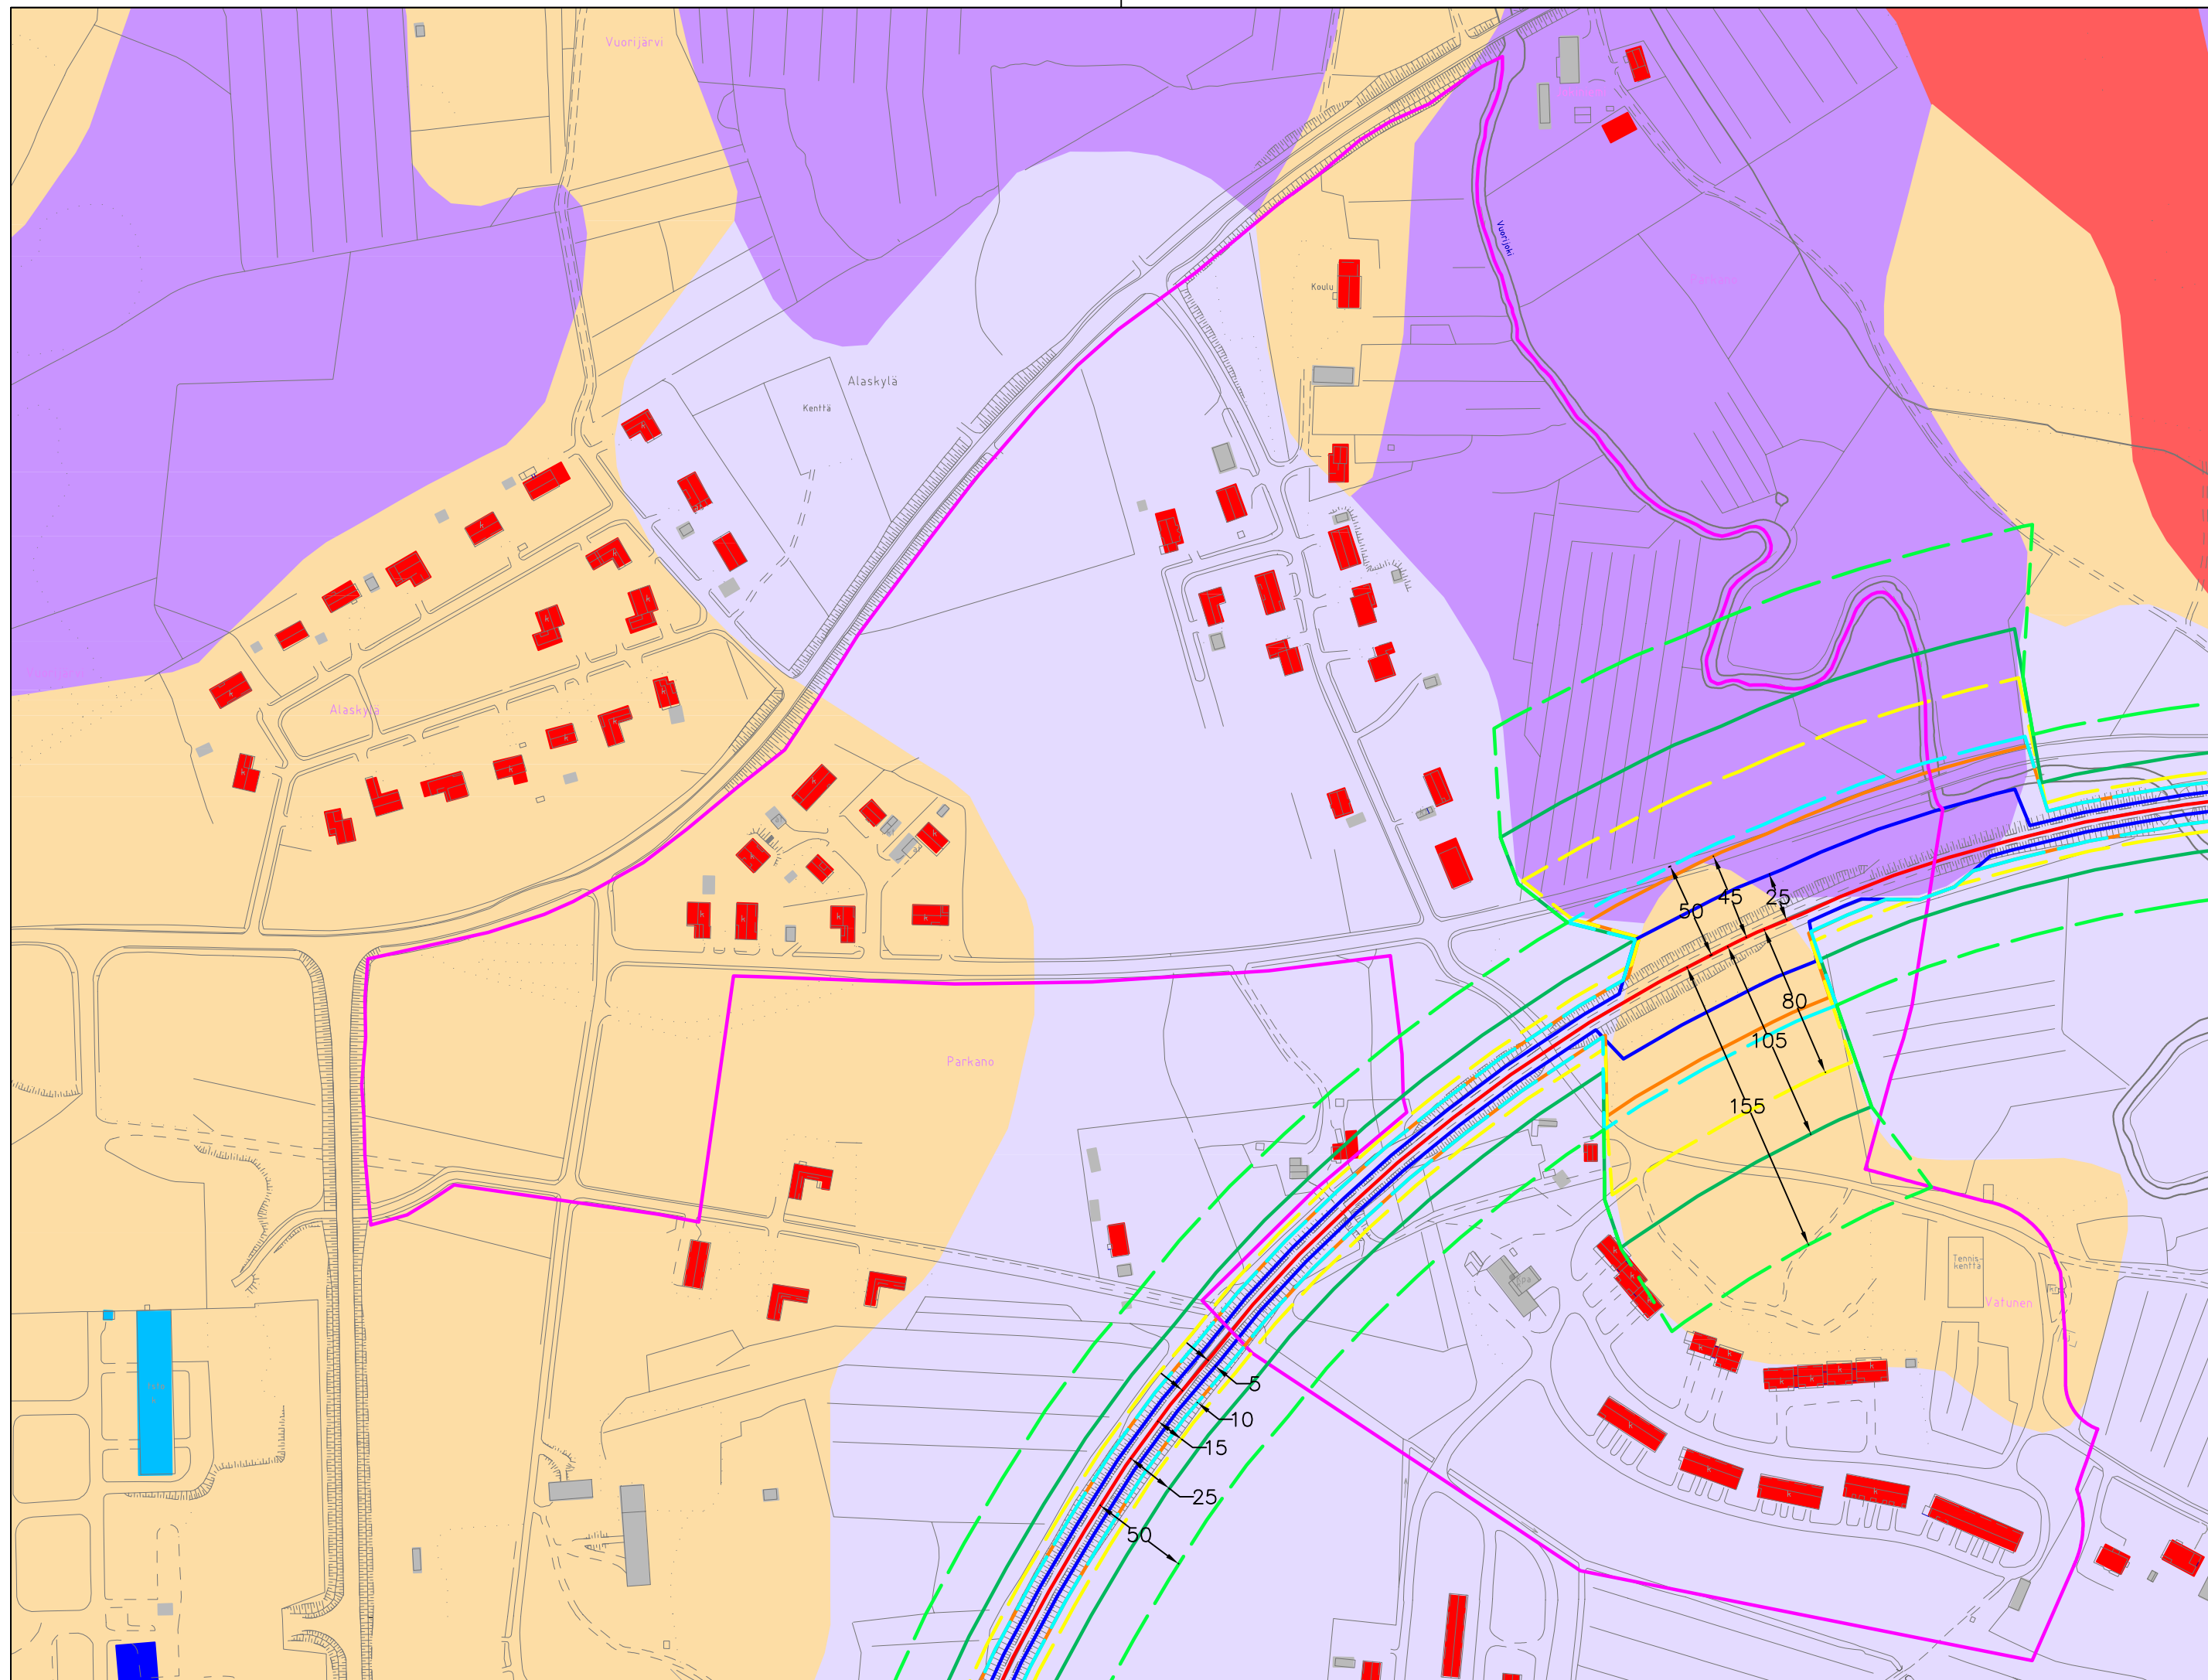 Vuorijärvi
Vuorijoki
Koulu
Alaskylä
Kenttä
Alaskylä
50
45
25
80
105
155
Parkano
Tennis-
kenttä
Vatunen
5
10
15
25
50